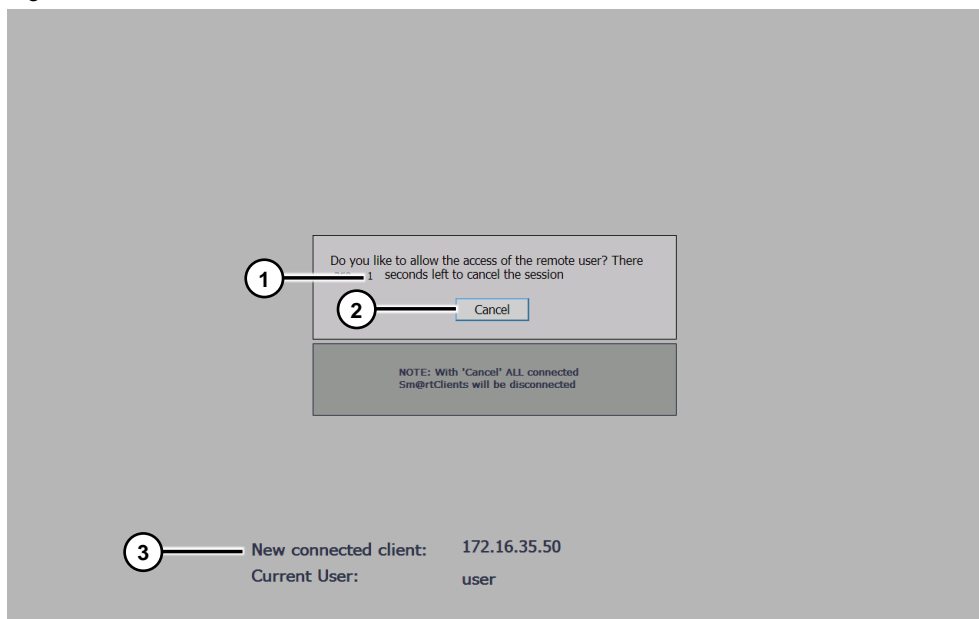 Do you like to allow the access of the remote user? There
1 seconds left to cancel the session
1
2
Cancel
NOTE: With 'Cancel' ALL connected
Sm@rtClients will be disconnected
3
New connected client: 172.16.35.50
Current User: user